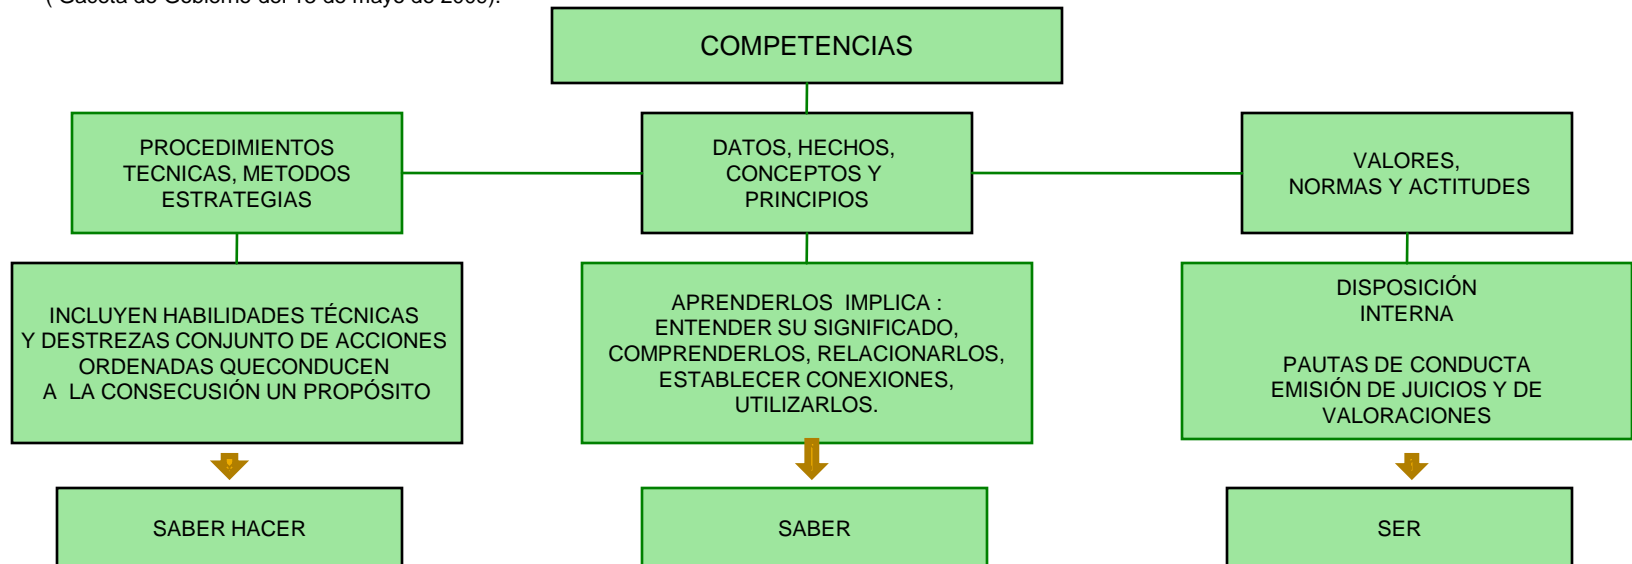 COMPETENCIAS
PROCEDIMIENTOS
TECNICAS, METODOS
ESTRATEGIAS
DATOS, HECHOS,
CONCEPTOS Y
PRINCIPIOS
VALORES,
NORMAS Y ACTITUDES
INCLUYEN HABILIDADES TÉCNICAS
Y DESTREZAS CONJUNTO DE ACCIONES
ORDENADAS QUECONDUCEN
A LA CONSECUSIÓN UN PROPÓSITO
APRENDERLOS IMPLICA :
ENTENDER SU SIGNIFICADO,
COMPRENDERLOS, RELACIONARLOS,
ESTABLECER CONEXIONES,
UTILIZARLOS.
DISPOSICIÓN
INTERNA
PAUTAS DE CONDUCTA
EMISIÓN DE JUICIOS Y DE
VALORACIONES
SABER HACER
SABER
SER